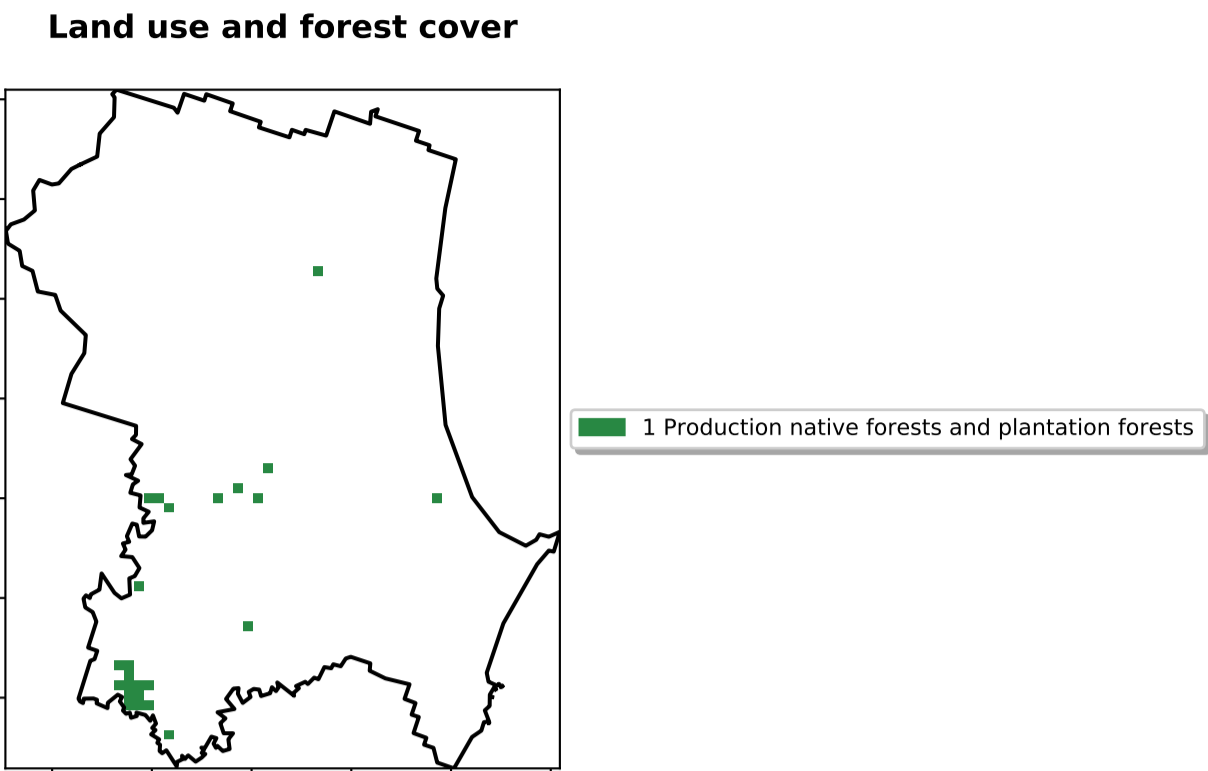 Land use and forest cover
1 Production native forests and plantation forests